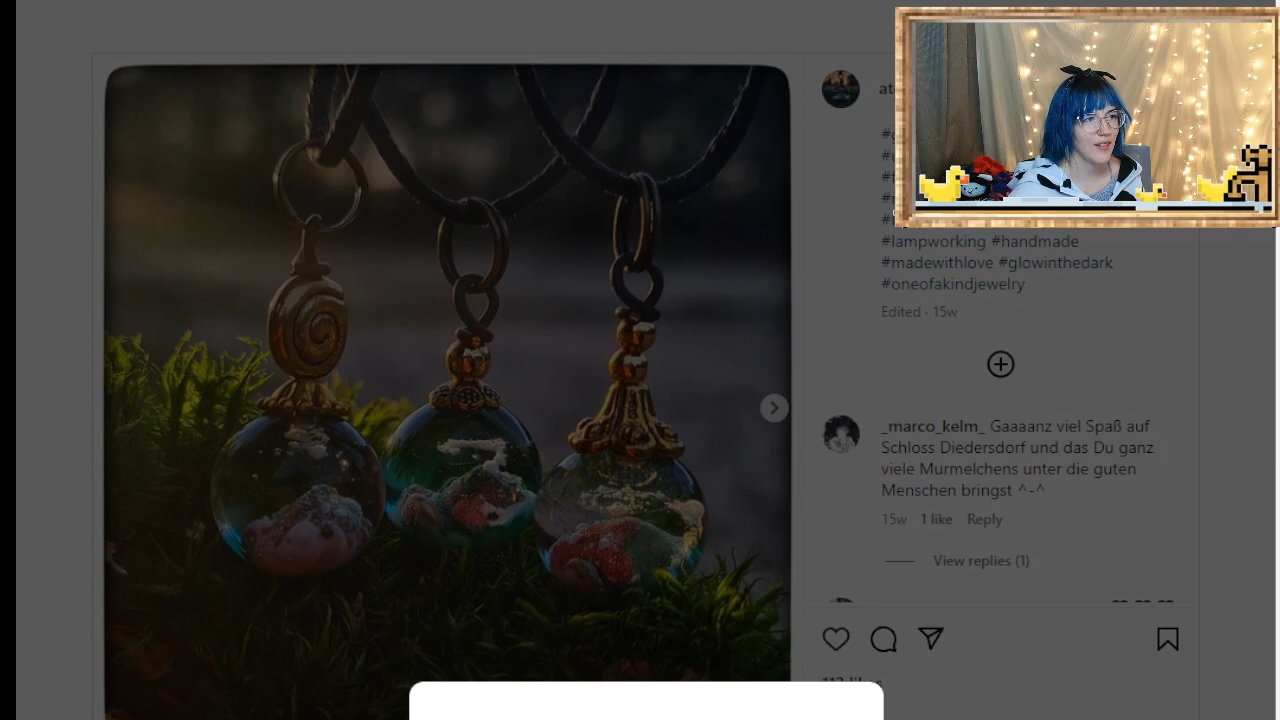 #lampworking #handmade
#madewithlove #glowinthedark
#oneofakindjewelry
Edited · 15w
_marco_kelm_ Gaaaanz viel Spaß auf
Schloss Diedersdorf und das Du ganz
viele Murmelchens unter die guten
Menschen bringst ^-^
15w 1 like Reply
View replies (1)